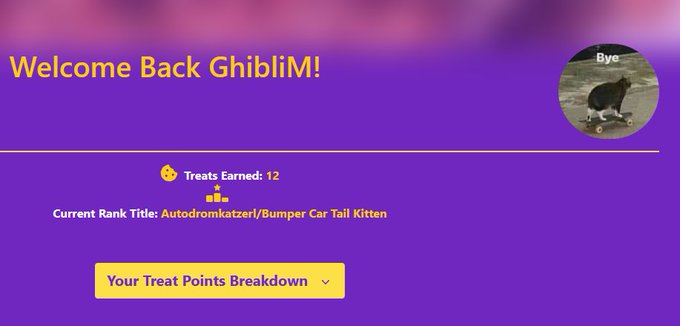 Welcome Back GhibliM!
Bye
Treats Earned: 12
Current Rank Title: Autodromkatzerl/Bumper Car Tail Kitten
Your Treat Points Breakdown